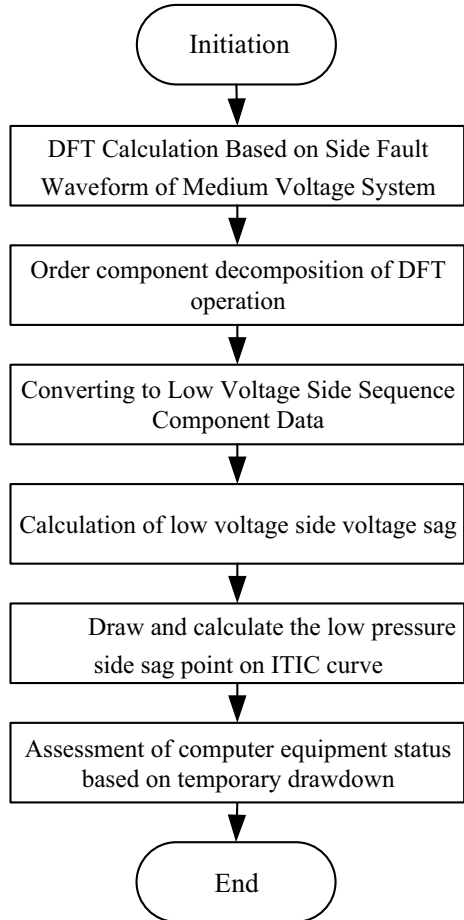 Initiation
DFT Calculation Based on Side Fault
Waveform of Medium Voltage System
Order component decomposition of DFT
operation
Converting to Low Voltage Side Sequence
Component Data
Calculation of low voltage side voltage sag
Draw and calculate the low pressure
side sag point on ITIC curve
Assessment of computer equipment status
based on temporary drawdown
End